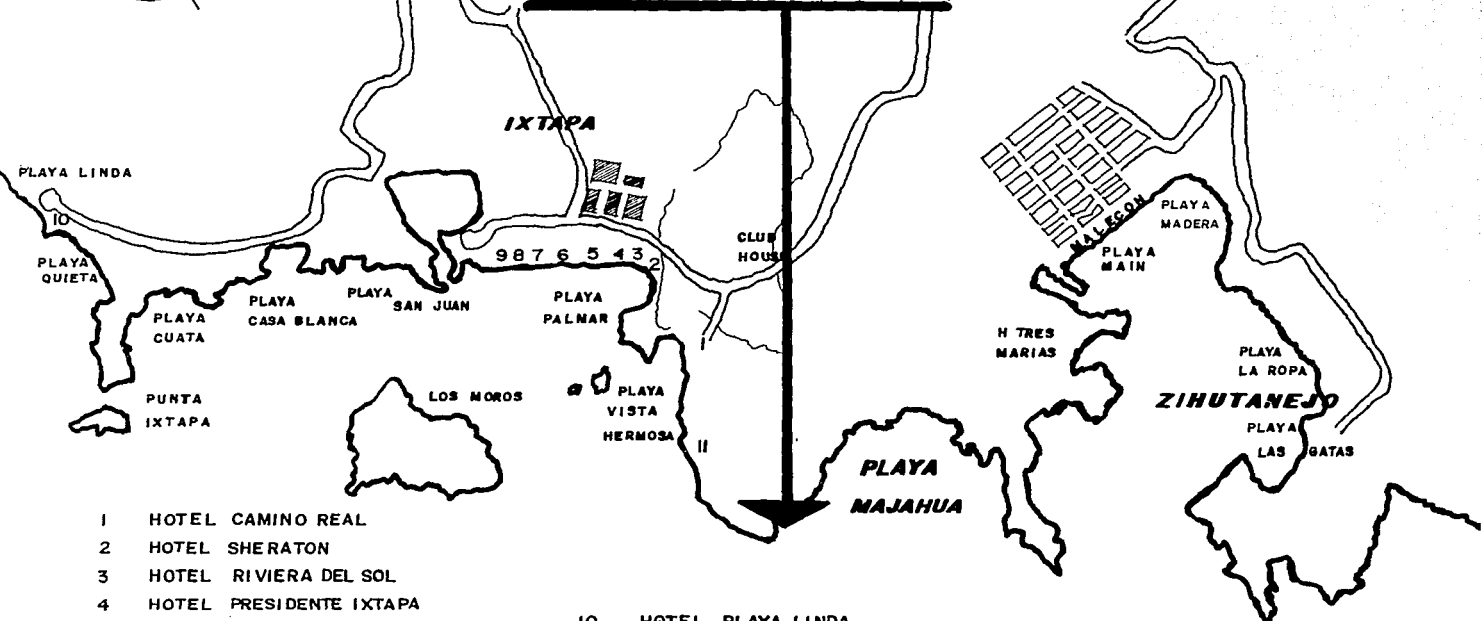 IXTAPA
PLAYA LINDA
10
PLAYA
QUIETA
PLAYA
CUATA
PUNTA
IXTAPA
PLAYA
CASA BLANCA
PLAYA
SAN JUAN
9 8 7 6 5 4 3 2
PLAYA
PALMAR
CLUB
HOUSE
1
LOS MOROS
PLAYA
VISTA
HERMOSA
11
PLAYA
MAJAHUA
MALECON
PLAYA
MADERA
PLAYA
MAIN
H TRES
MARIAS
PLAYA
LA ROPA
ZIHUTANEJO
PLAYA
LAS GATAS
1 HOTEL CAMINO REAL
2 HOTEL SHERATON
3 HOTEL RIVIERA DEL SOL
4 HOTEL PRESIDENTE IXTAPA
10 HOTEL PLAYA LINDA